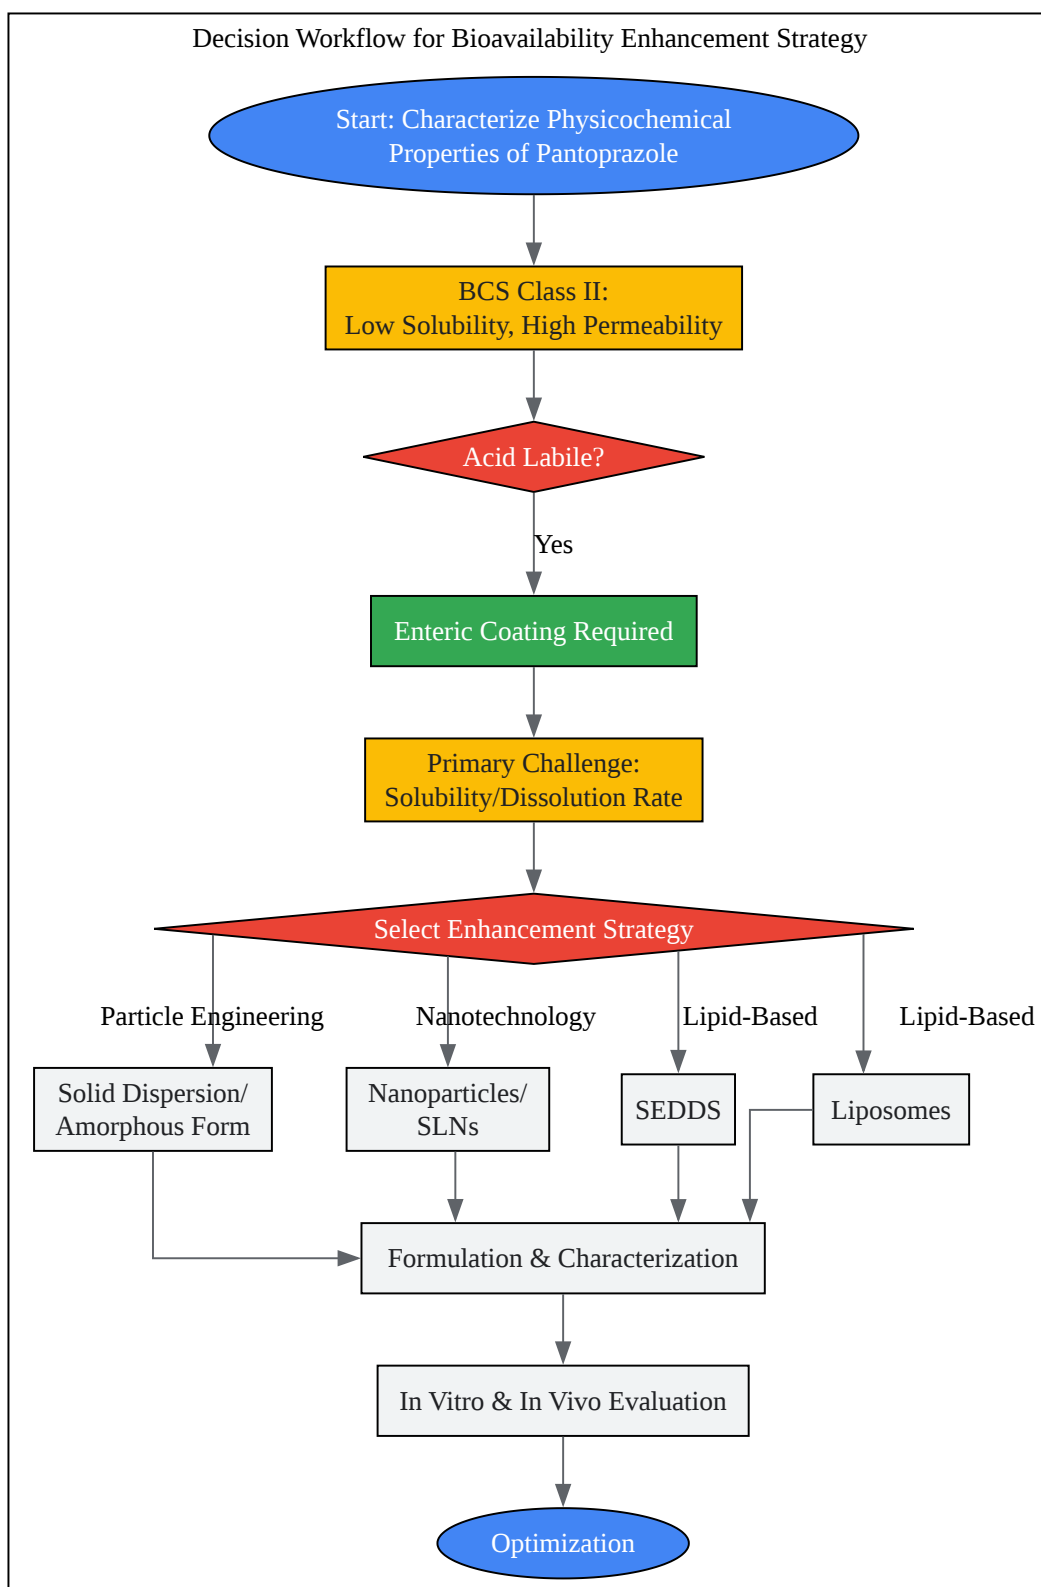 Decision Workflow for Bioavailability Enhancement Strategy
Start: Characterize Physicochemical
Properties of Pantoprazole
BCS Class II:
Low Solubility, High Permeability
Acid Labile?
Yes
Enteric Coating Required
Primary Challenge:
Solubility/Dissolution Rate
Select Enhancement Strategy
Particle Engineering
Nanotechnology
Lipid-Based
Lipid-Based
Solid Dispersion/
Amorphous Form
Nanoparticles/
SLNs
SEDDS
Liposomes
Formulation & Characterization
In Vitro & In Vivo Evaluation
Optimization